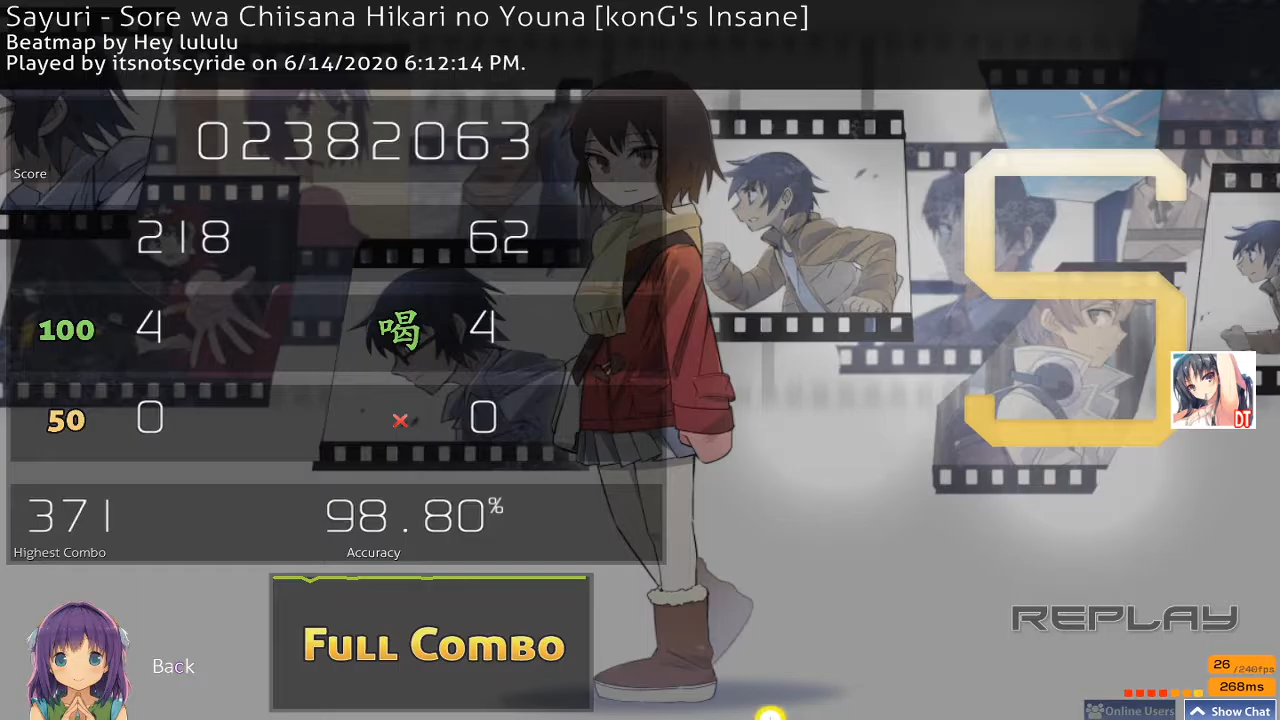 Sayuri - Sore wa Chiisana Hikari no Youna [konG's Insane]
Beatmap by Hey lululu
Played by itsnotscyride on 6/14/2020 6:12:14 PM.
02382063
Score
218 62
100 4 喝 4
50 0 × 0
371 98.80%
Highest Combo Accuracy
S
DT
Full Combo
REPLAY
Back
26 /240fps
268ms
Online Users Show Chat